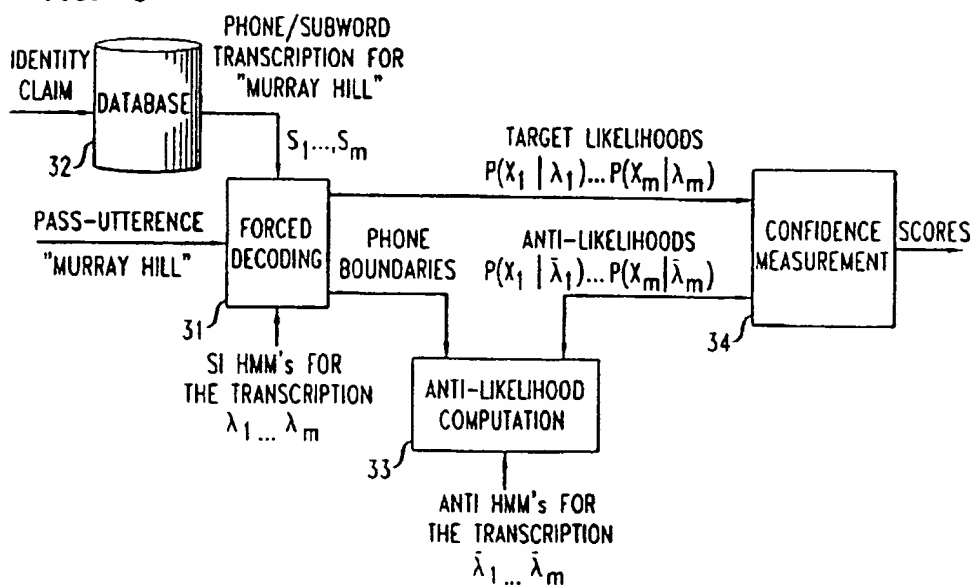 PHONE/SUBWORD
TRANSCRIPTION FOR
"MURRAY HILL"
IDENTITY
CLAIM
DATABASE
32
S1...,Sm
TARGET LIKELIHOODS
P(X1 | λ1)... P(Xm|λm)
PASS-UTTERENCE
"MURRAY HILL"
FORCED
DECODING
31
PHONE
BOUNDARIES
ANTI-LIKELIHOODS
P(X1 | λ̄1)... P(Xm|λ̄m)
CONFIDENCE
MEASUREMENT
34
SCORES
SI HMM's FOR
THE TRANSCRIPTION
λ1... λm
ANTI-LIKELIHOOD
COMPUTATION
33
ANTI HMM's FOR
THE TRANSCRIPTION
λ̄1... λ̄m